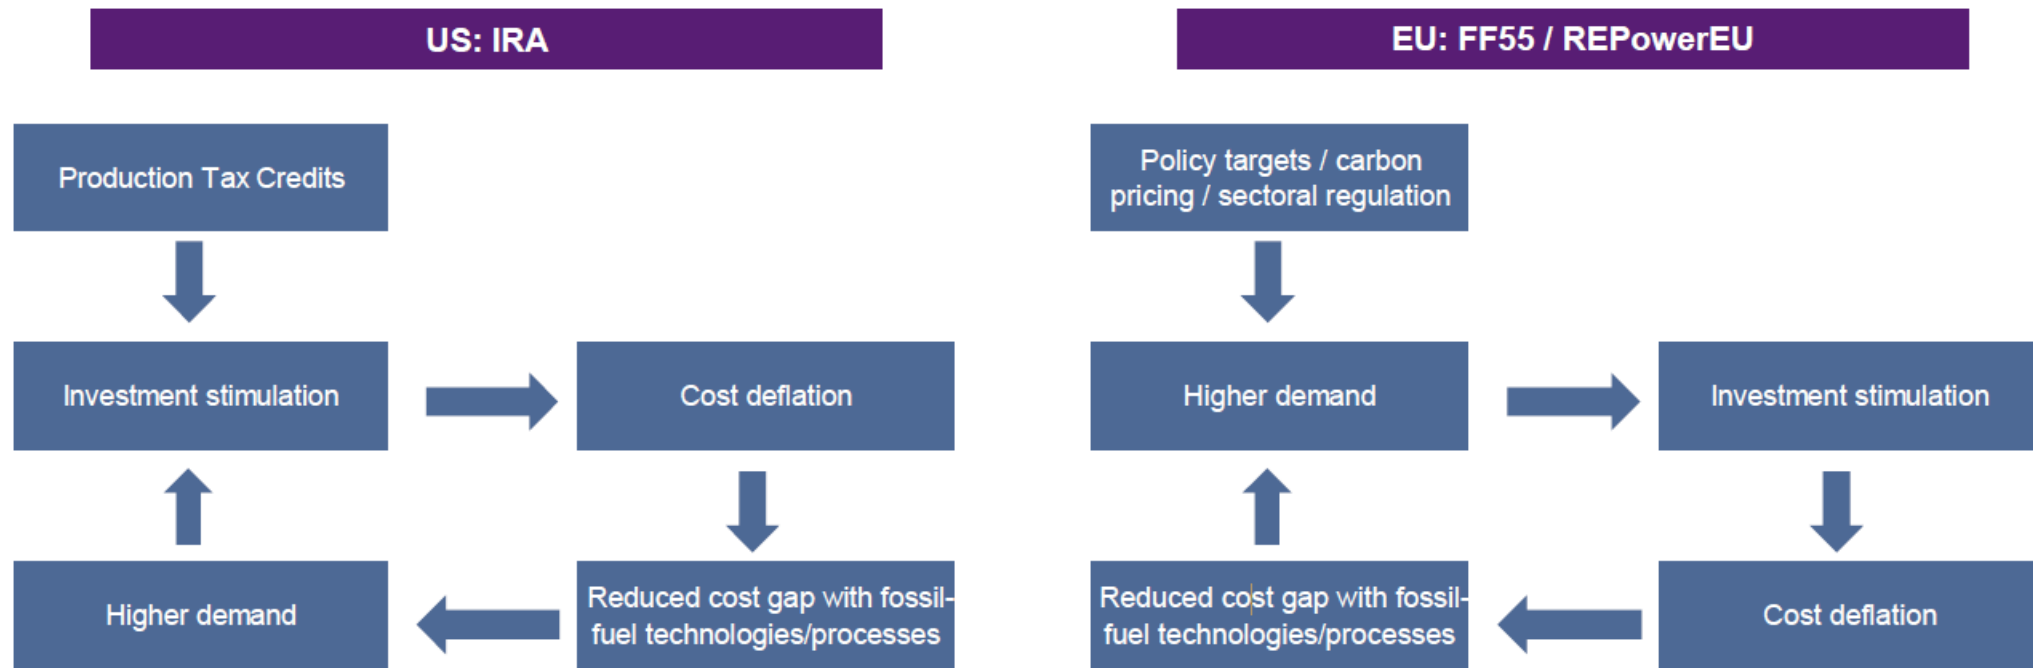 US: IRA
Production Tax Credits
Investment stimulation
Cost deflation
Higher demand
Reduced cost gap with fossil-
fuel technologies/processes
EU: FF55 / REPowerEU
Policy targets / carbon
pricing / sectoral regulation
Higher demand
Investment stimulation
Reduced cost gap with fossil-
fuel technologies/processes
Cost deflation